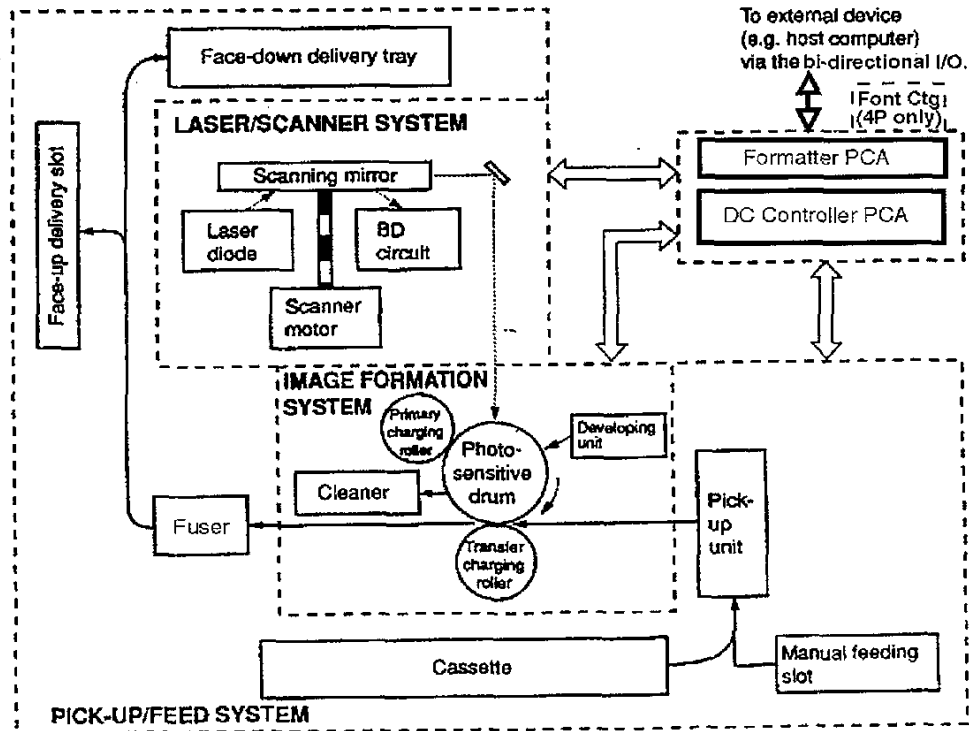 To external device
(e.g. host computer)
via the bi-directional I/O.
Face-down delivery tray
Font Ctg
(4P only)
LASER/SCANNER SYSTEM
Formatter PCA
Scanning mirror
DC Controller PCA
Laser
diode
BD
circuit
Face-up delivery slot
Scanner
motor
IMAGE FORMATION
SYSTEM
Primary
charging
roller
Developing
unit
Photo-
sensitive
drum
Cleaner
Pick-
up
unit
Fuser
Transfer
charging
roller
Cassette
Manual feeding
slot
PICK-UP/FEED SYSTEM